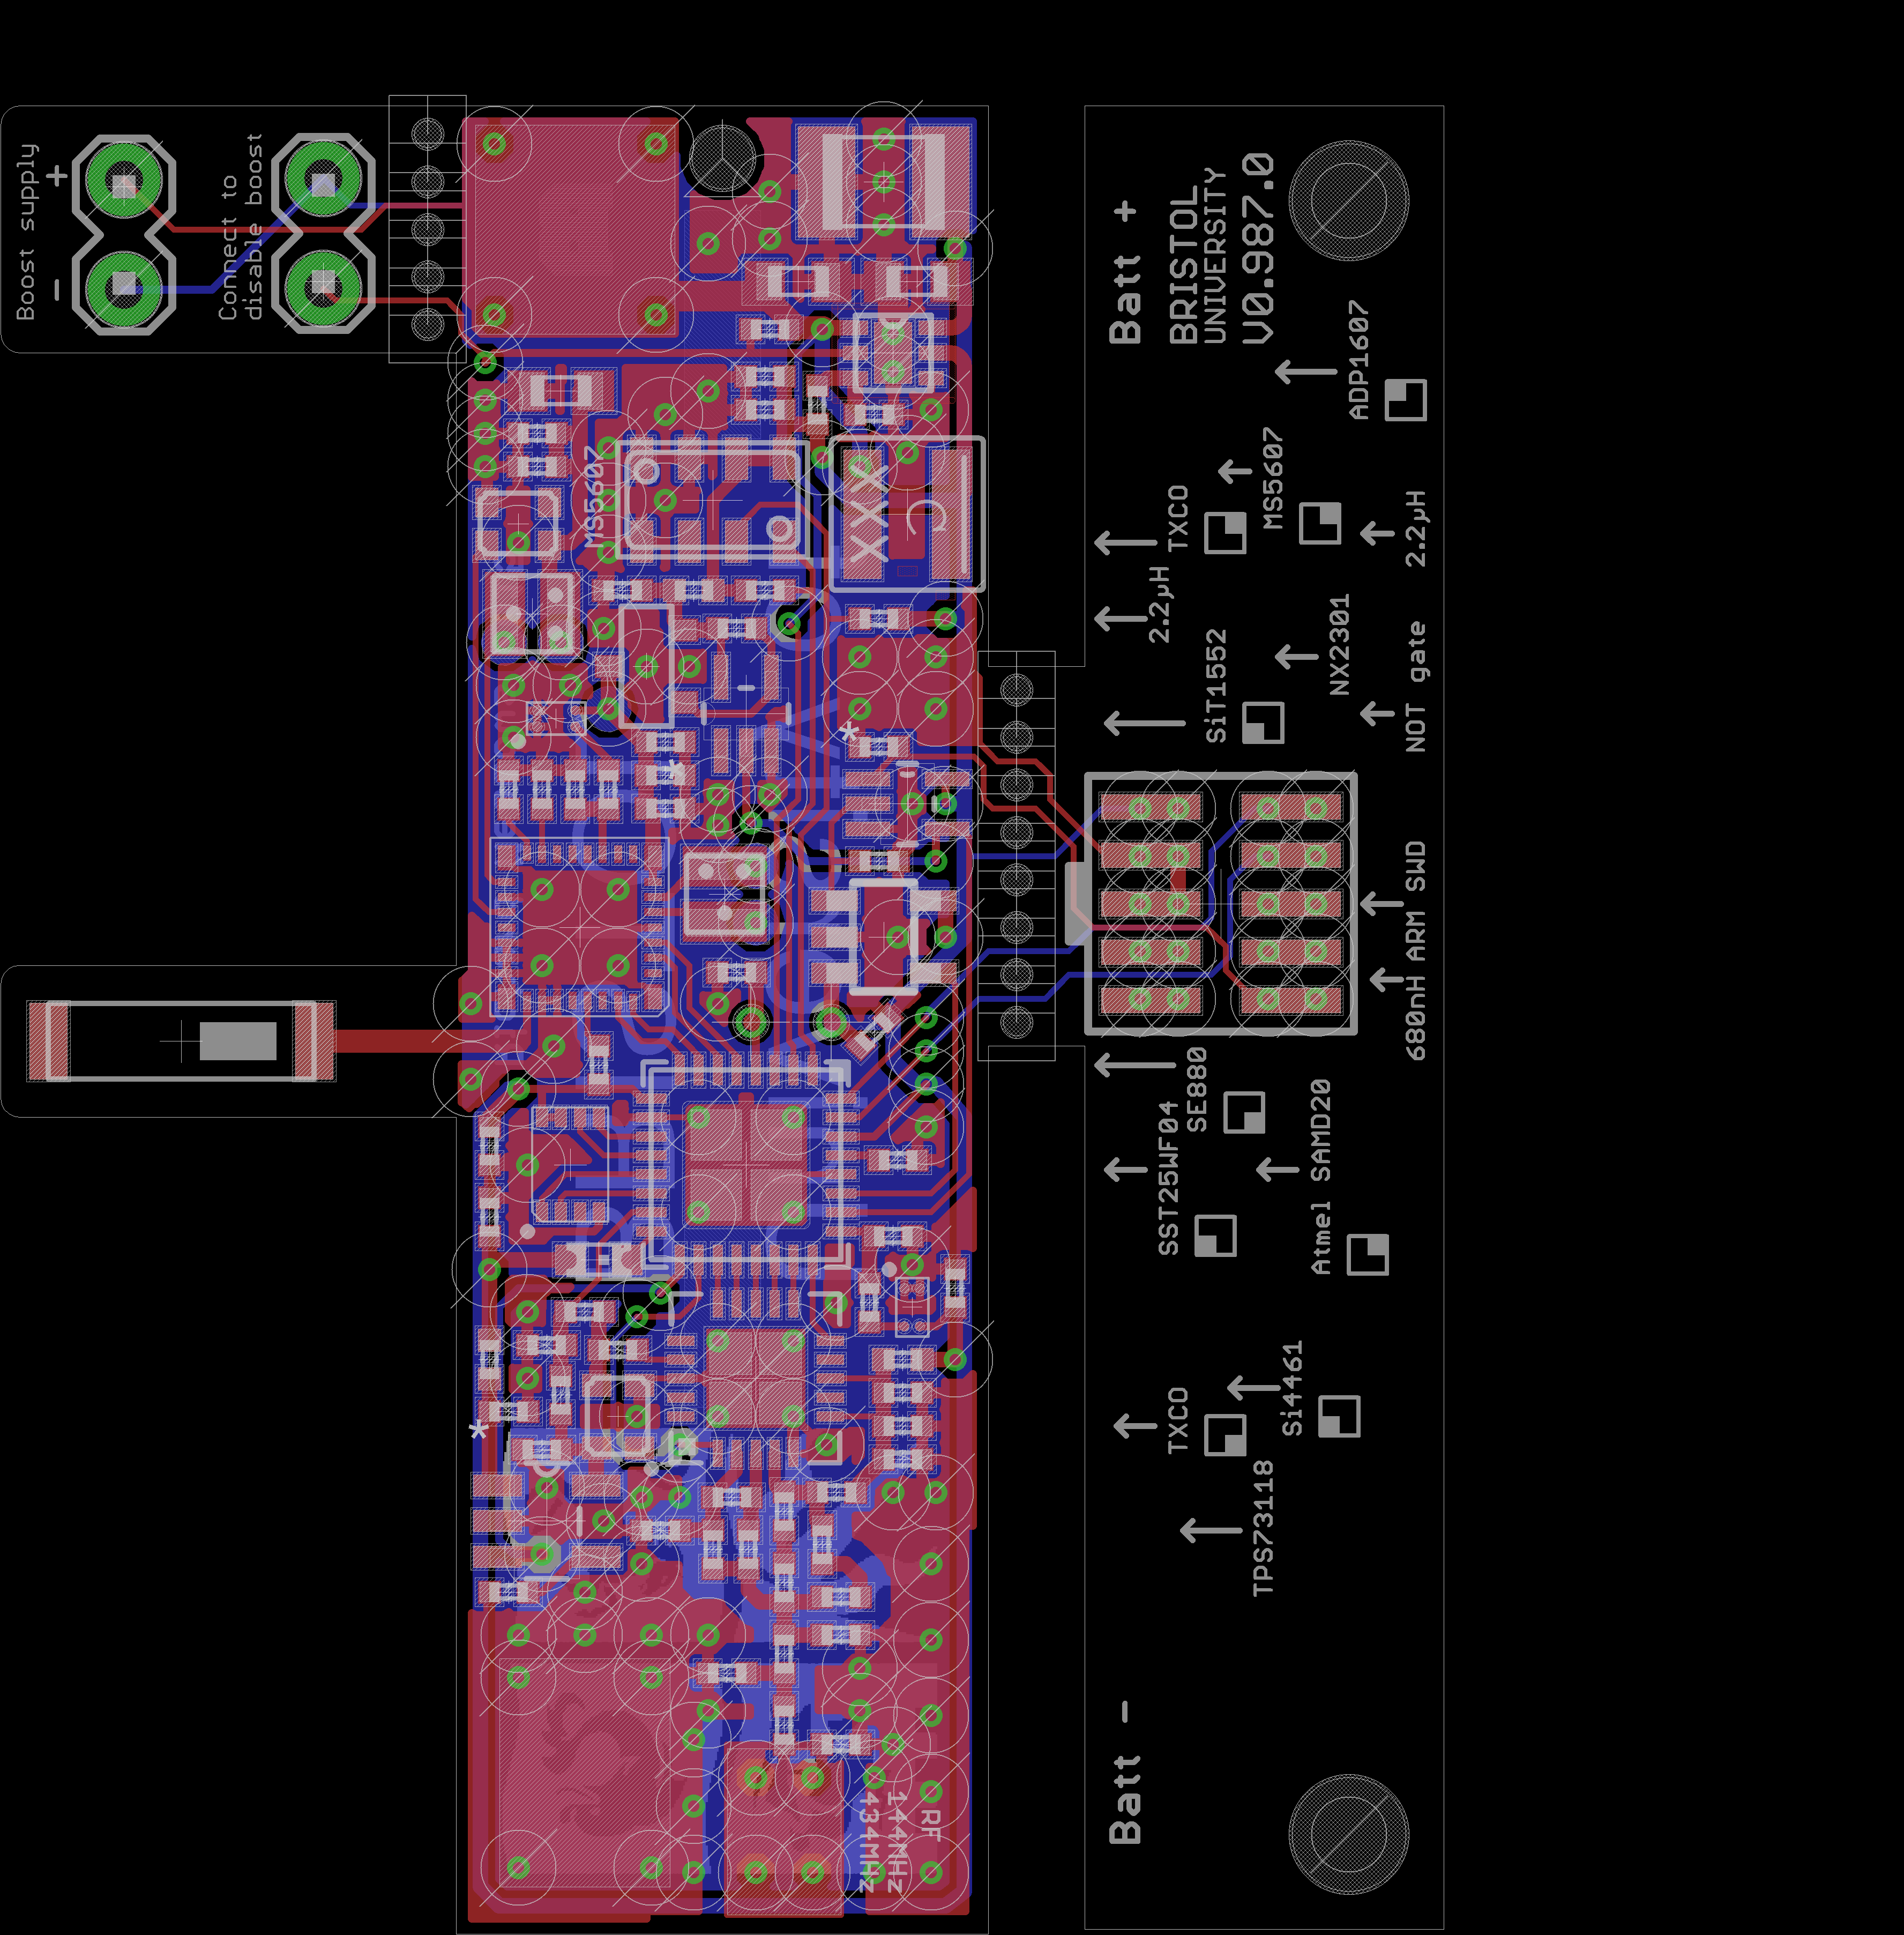 Boost supply
- +
Connect to
disable boost
MS5607
XXX
C
*
*
*
RF
144MHz
434MHz
Batt - Batt +
BRISTOL
UNIVERSITY
V0.987.0
ADP1607
MS5607
TXCO
2.2µH
2.2µH
NX2301
SiT1552
NOT gate
ARM SWD
680nH
SE880
SST25WF04
Atmel SAMD20
Si4461
TXCO
TPS73118